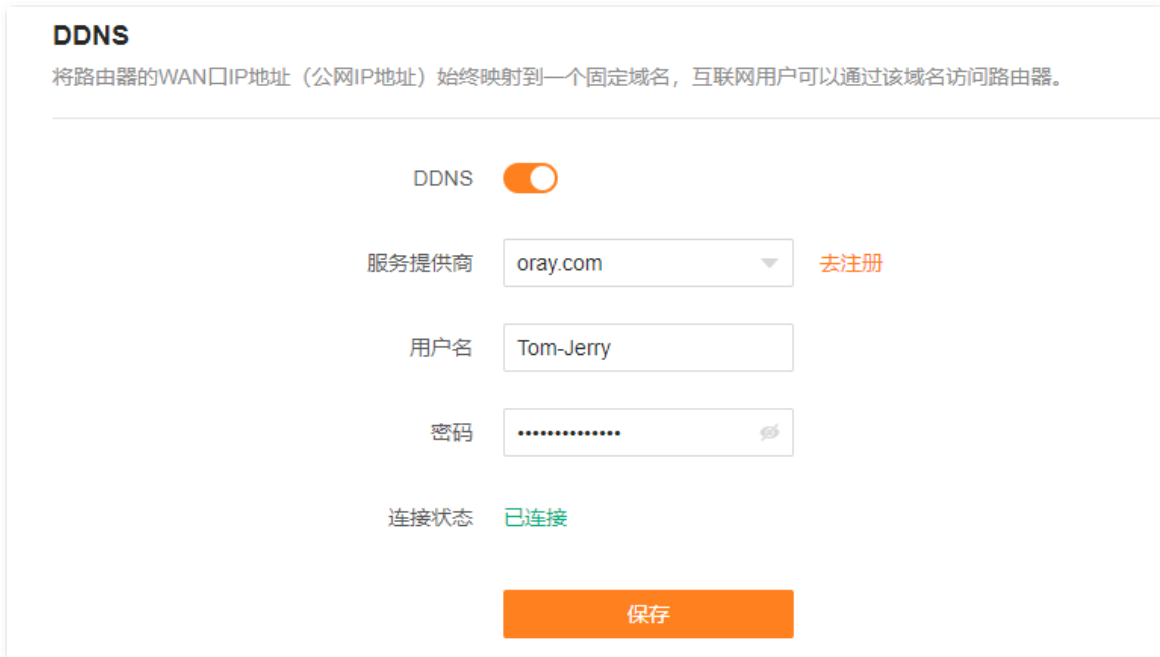 DDNS
将路由器的WAN口IP地址（公网IP地址）始终映射到一个固定域名，互联网用户可以通过该域名访问路由器。
DDNS
服务提供商 oray.com 去注册
用户名 Tom-Jerry
密码 ••••••••••••••
连接状态 已连接
保存